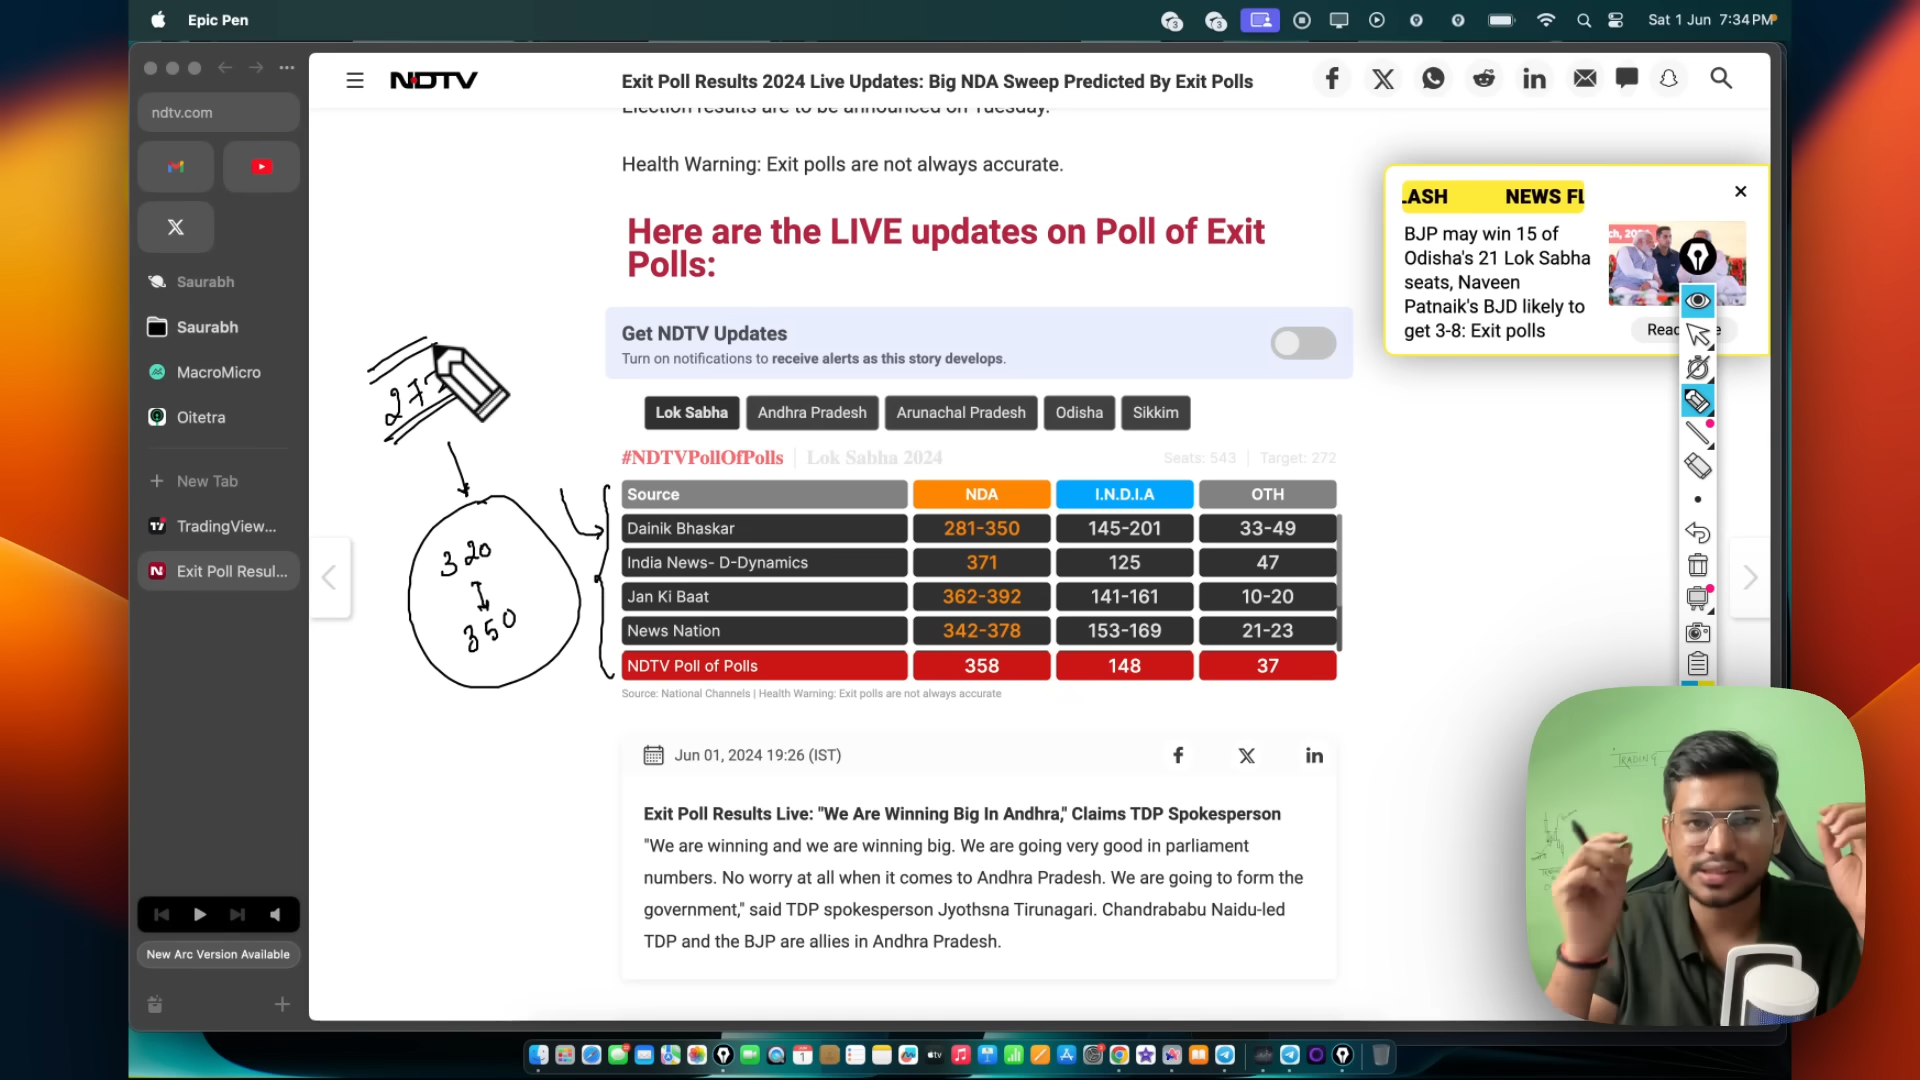 Epic Pen
Sat 1 Jun 7:34 PM
ndtv.com
Saurabh
Saurabh
MacroMicro
Oitetra
New Tab
TradingView...
Exit Poll Resul...
New Arc Version Available
NDTV
Exit Poll Results 2024 Live Updates: Big NDA Sweep Predicted By Exit Polls
Election results are to be announced on Tuesday.
Health Warning: Exit polls are not always accurate.
Here are the LIVE updates on Poll of Exit
Polls:
Get NDTV Updates
Turn on notifications to receive alerts as this story develops.
LASH NEWS FL
BJP may win 15 of
Odisha's 21 Lok Sabha
seats, Naveen
Patnaik's BJD likely to
get 3-8: Exit polls
272
320
350
Lok Sabha Andhra Pradesh Arunachal Pradesh Odisha Sikkim
#NDTVPollOfPolls Lok Sabha 2024 Seats: 543 Target: 272
Source NDA I.N.D.I.A OTH
Dainik Bhaskar 281-350 145-201 33-49
India News- D-Dynamics 371 125 47
Jan Ki Baat 362-392 141-161 10-20
News Nation 342-378 153-169 21-23
NDTV Poll of Polls 358 148 37
Source: National Channels | Health Warning: Exit polls are not always accurate
Jun 01, 2024 19:26 (IST)
Exit Poll Results Live: "We Are Winning Big In Andhra," Claims TDP Spokesperson
"We are winning and we are winning big. We are going very good in parliament
numbers. No worry at all when it comes to Andhra Pradesh. We are going to form the
government," said TDP spokesperson Jyothsna Tirunagari. Chandrababu Naidu-led
TDP and the BJP are allies in Andhra Pradesh.
TRADING